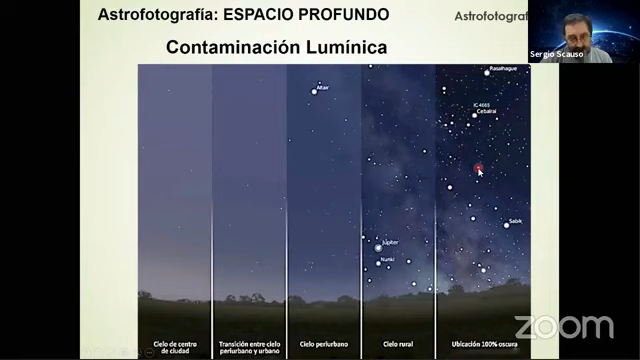 Astrofotografía: ESPACIO PROFUNDO
Astrofotograf
Contaminación Lumínica
Sergio Scauso
Rasalhague
Altair
IC 4665
Cebalrai
Sabik
Júpiter
Nunki
Cielo de centro
de ciudad
Transición entre cielo
periurbano y urbano
Cielo periurbano
Cielo rural
Ubicación 100% oscura
zoom